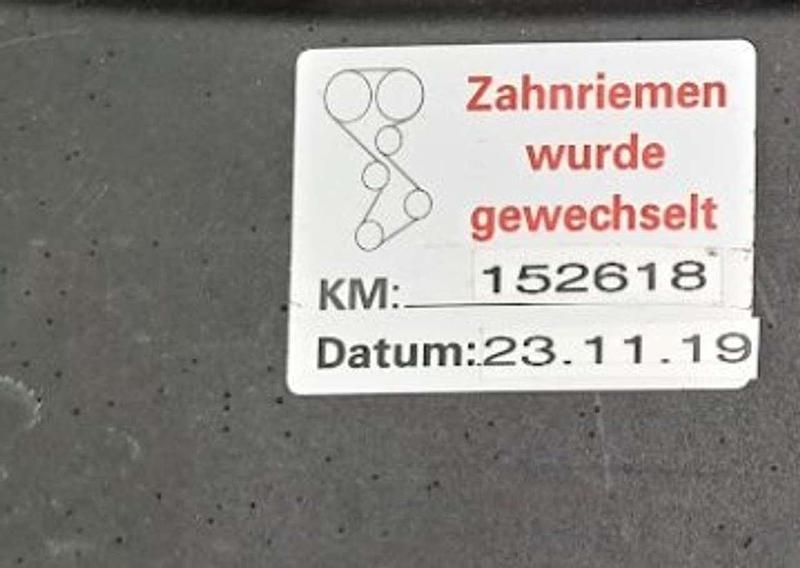 Zahnriemen
wurde
gewechselt
KM: 152618
Datum: 23.11.19